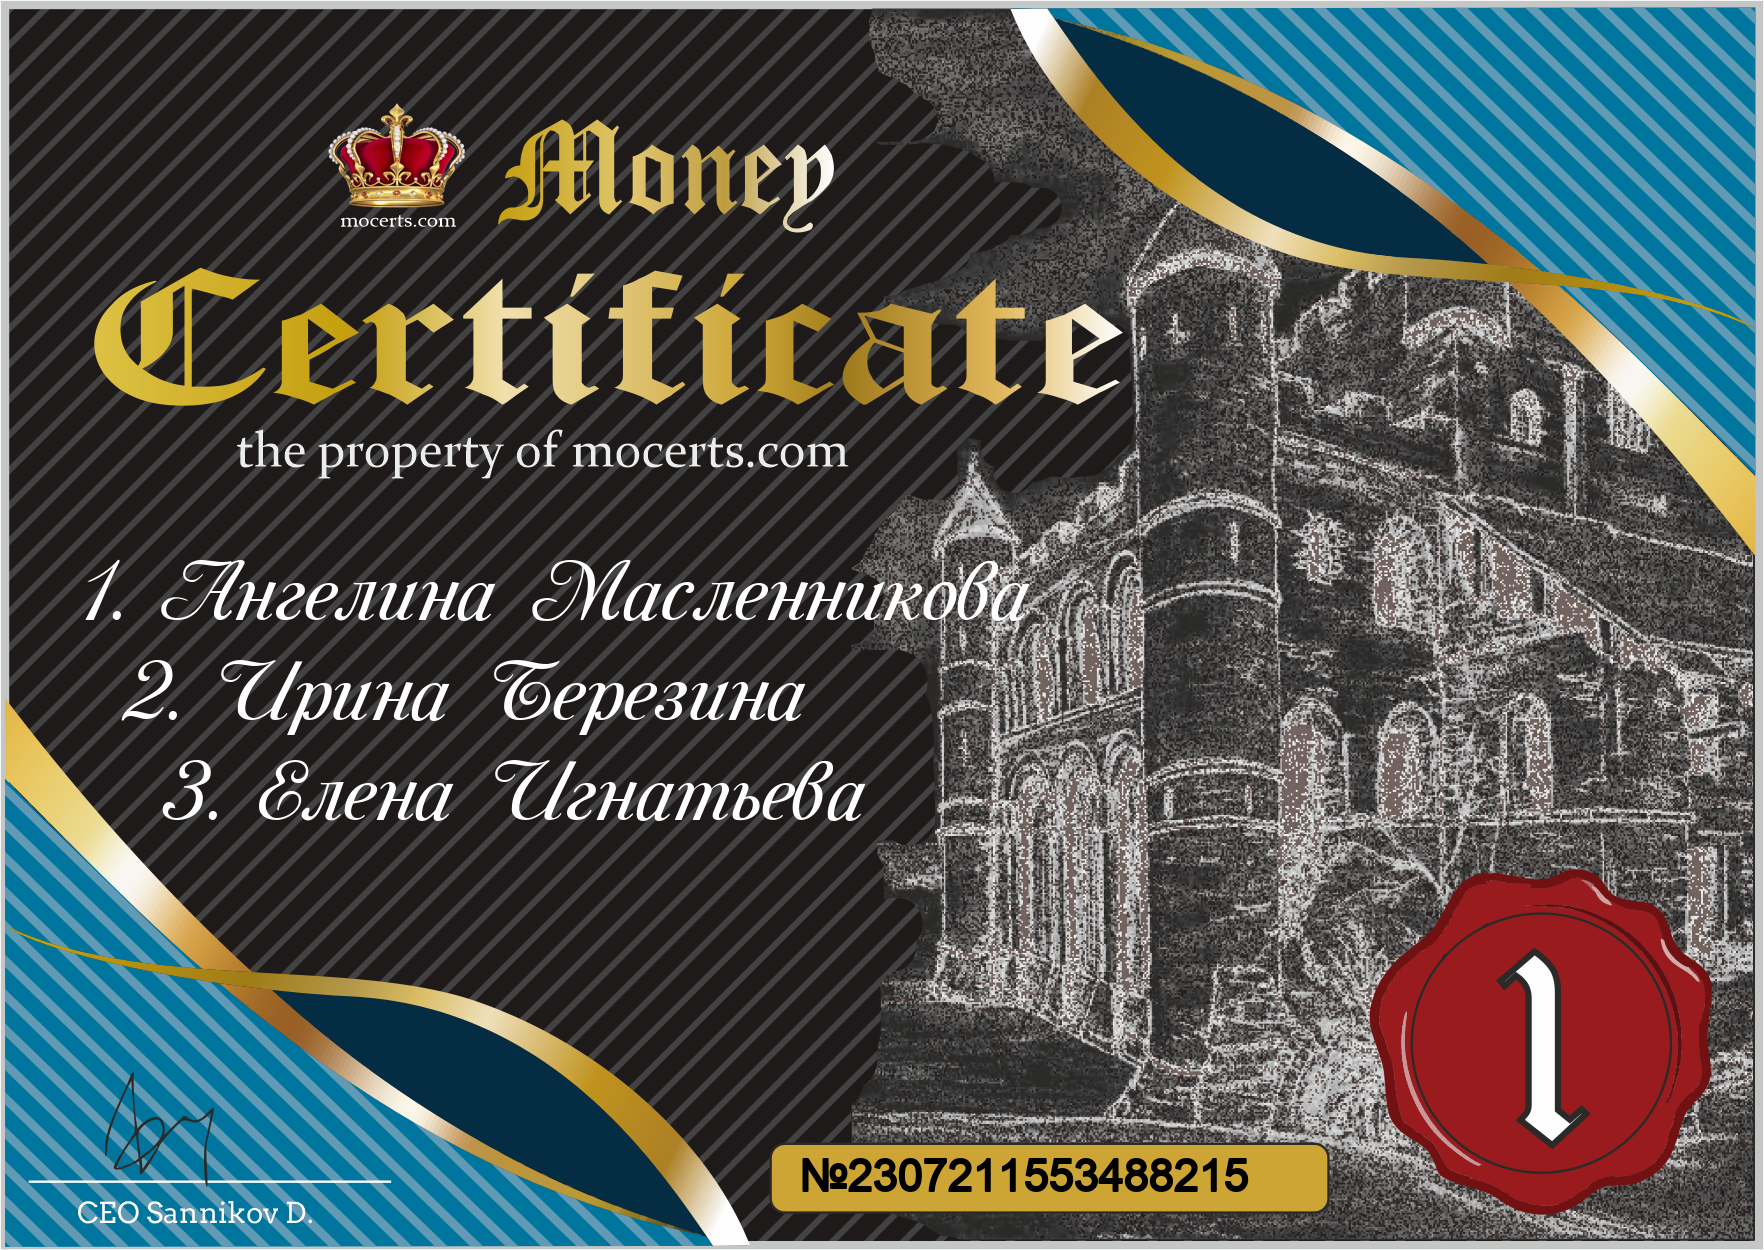 mocerts.com
Money
Certificate
the property of mocerts.com
1. Ангелина Масленникова
2. Ирина Березина
3. Елена Игнатьева
1
№2307211553488215
CEO Sannikov D.